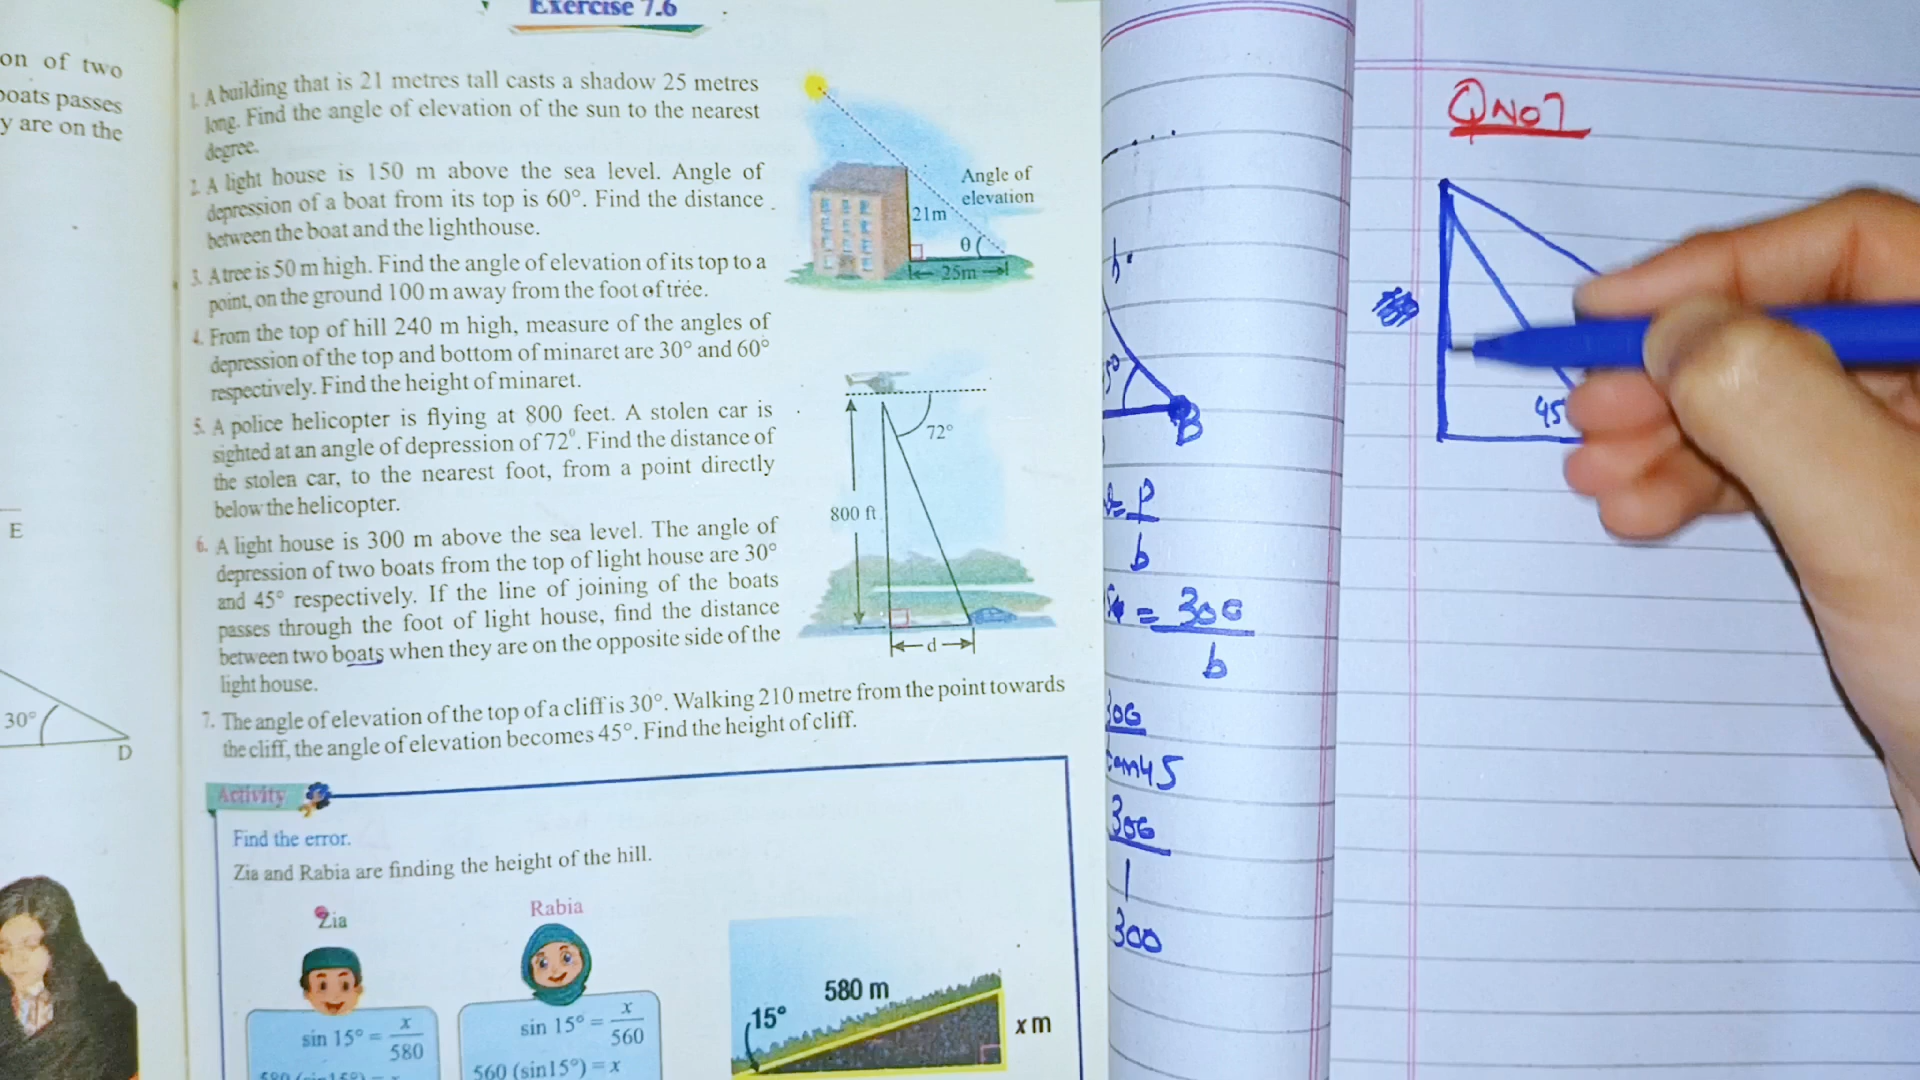 on of two
boats passes
y are on the
E
30°
D
Exercise 7.6
1. A building that is 21 metres tall casts a shadow 25 metres
long. Find the angle of elevation of the sun to the nearest
degree.
2. A light house is 150 m above the sea level. Angle of
depression of a boat from its top is 60°. Find the distance
between the boat and the lighthouse.
3. A tree is 50 m high. Find the angle of elevation of its top to a
point, on the ground 100 m away from the foot of tree.
4. From the top of hill 240 m high, measure of the angles of
depression of the top and bottom of minaret are 30° and 60°
respectively. Find the height of minaret.
5. A police helicopter is flying at 800 feet. A stolen car is
sighted at an angle of depression of 72°. Find the distance of
the stolen car, to the nearest foot, from a point directly
below the helicopter.
6. A light house is 300 m above the sea level. The angle of
depression of two boats from the top of light house are 30°
and 45° respectively. If the line of joining of the boats
passes through the foot of light house, find the distance
between two boats when they are on the opposite side of the
light house.
7. The angle of elevation of the top of a cliff is 30°. Walking 210 metre from the point towards
the cliff, the angle of elevation becomes 45°. Find the height of cliff.
Angle of
elevation
21m
θ
25m
72°
800 ft
d
Activity
Find the error.
Zia and Rabia are finding the height of the hill.
Zia
Rabia
sin 15° = x/580
sin 15° = x/560
560 (sin15°) = x
15°
580 m
x m
h
B
= p/b
= 300/b
300
tan45
300
1
300
Q No 7
45